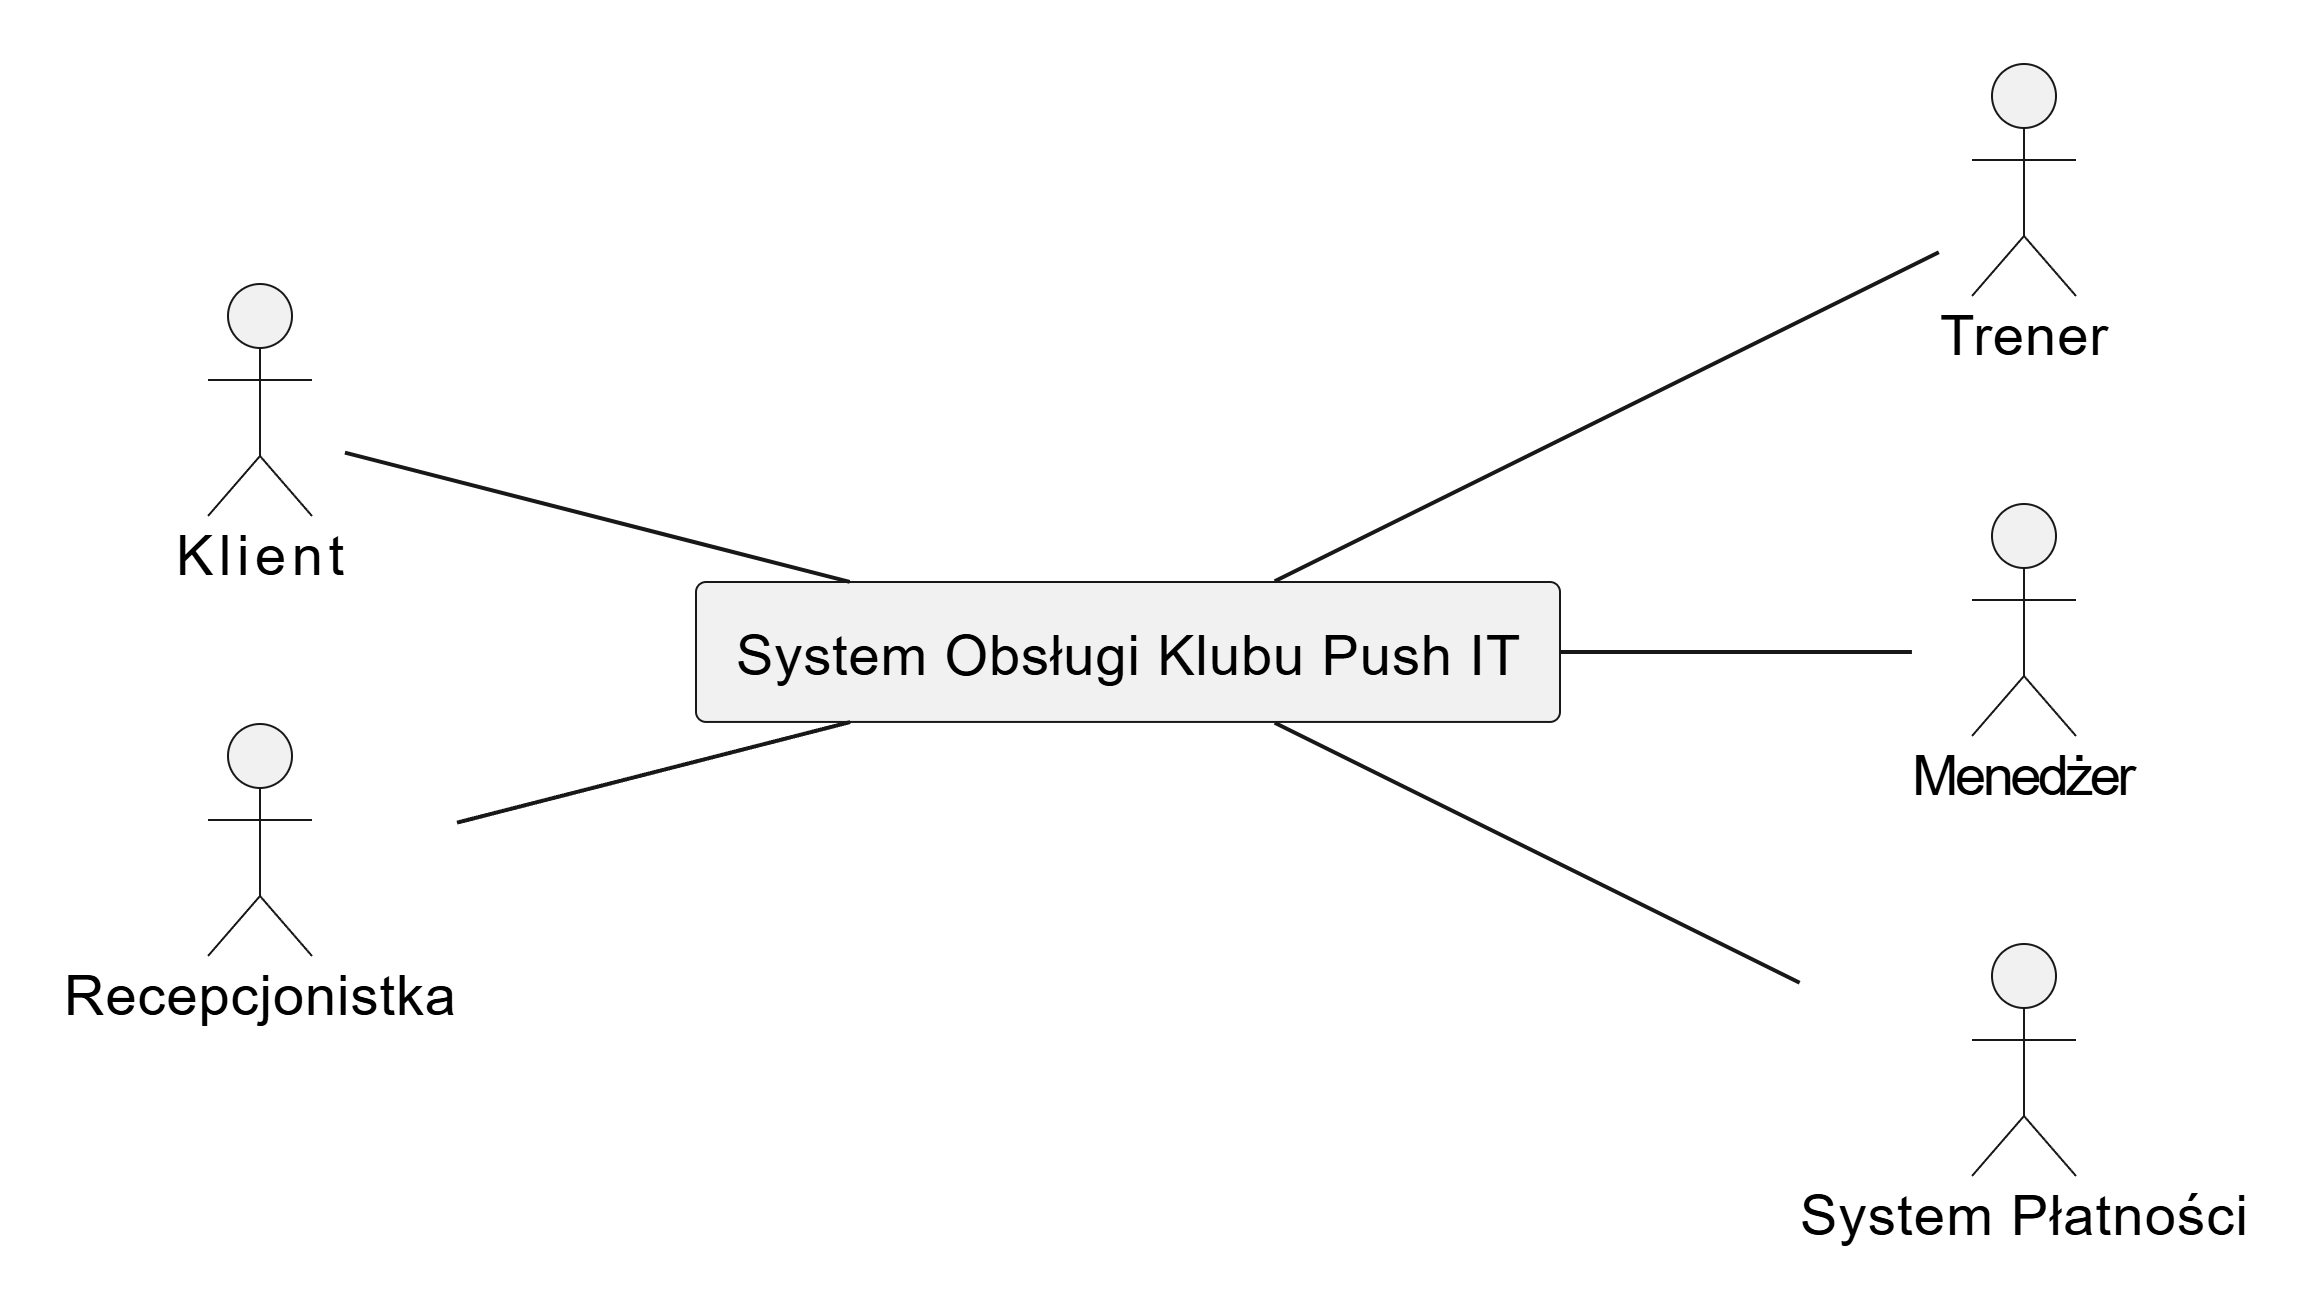 Trener
Klient
System Obsługi Klubu Push IT
Menedżer
Recepcjonistka
System Płatności